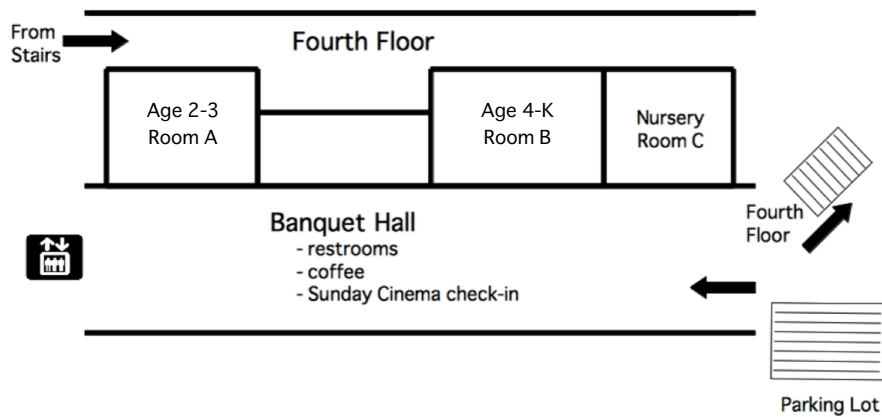 From
Stairs
Fourth Floor
Age 2-3
Room A
Age 4-K
Room B
Nursery
Room C
Fourth
Floor
Banquet Hall
- restrooms
- coffee
- Sunday Cinema check-in
Parking Lot